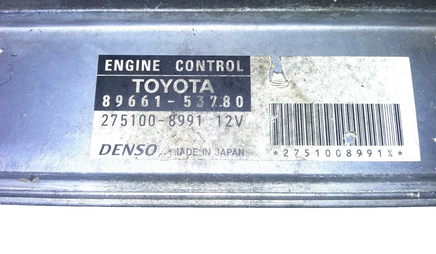 ENGINE CONTROL
TOYOTA
89661-53780
275100-8991 12V
DENSO MADE IN JAPAN
*2751008991%*